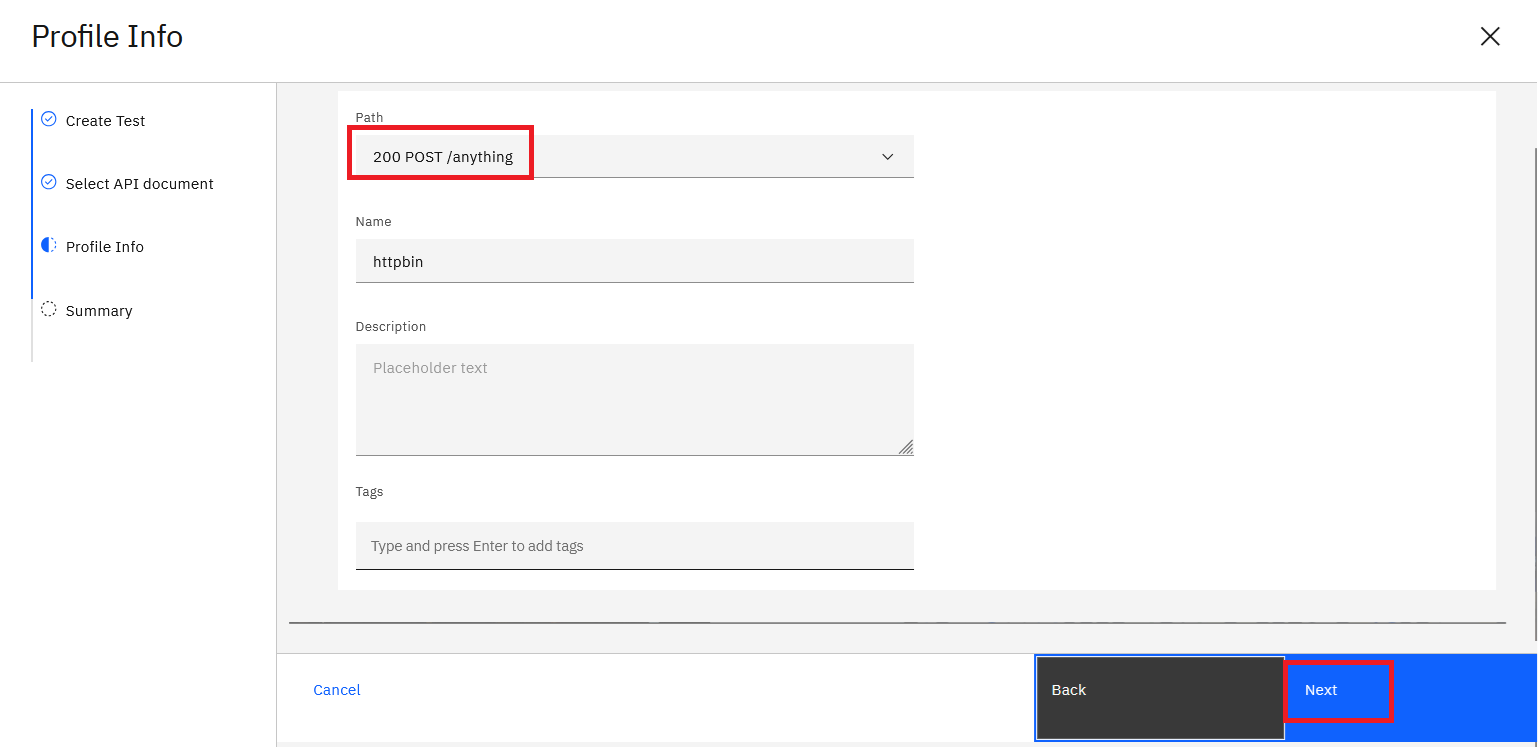 Profile Info
Create Test
Select API document
Profile Info
Summary
Path
200 POST /anything
Name
httpbin
Description
Placeholder text
Tags
Type and press Enter to add tags
Cancel
Back
Next